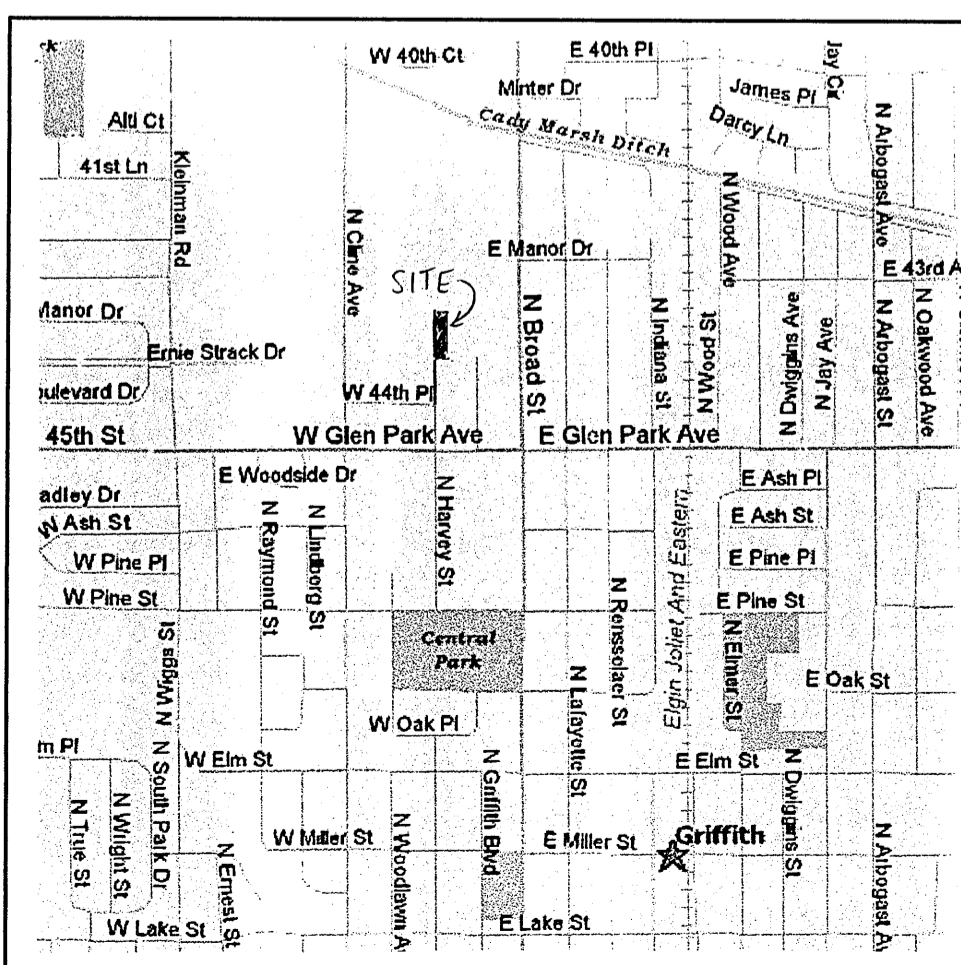 ck
W 40th Ct
E 40th Pl
Jay Ct
Minter Dr
James Pl
Altl Ct
Cady Marsh Ditch
Darcy Ln
N Arbogast Ave
41st Ln
Kleinman Rd
N Cline Ave
N Wood Ave
E Manor Dr
E 43rd A
SITE
Manor Dr
N Broad St
N Indiana St
N Wood St
N Dwiggins Ave
N Jay Ave
N Arbogast St
N Oakwood Ave
Ernie Strack Dr
oulevard Dr
W 44th Pl
45th St
W Glen Park Ave
E Glen Park Ave
E Woodside Dr
E Ash Pl
adley Dr
W Ash St
N Raymond St
N Lindborg St
N Harvey St
Elgin Joliet And Eastern
E Ash St
W Pine Pl
E Pine Pl
W Pine St
E Pine St
N Wiggs St
Central
Park
N Rensselaer St
N Elmer St
N Lafayette St
E Oak St
W Oak Pl
m Pl
W Elm St
E Elm St
N South Park Dr
N Griffith Blvd
N Dwiggins St
N True St
N Wright St
W Miller St
E Miller St
Griffith
N Ernest St
N Woodlawn A
N Arbogast Av
W Lake St
E Lake St